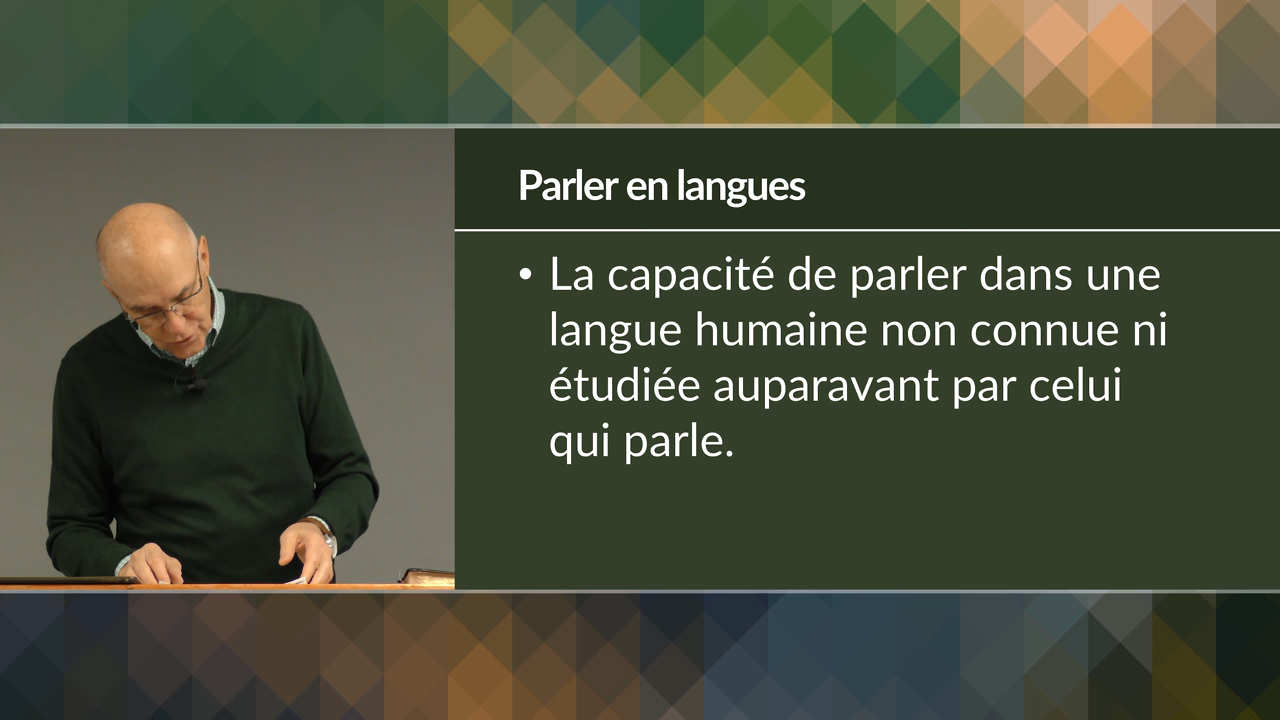 Parler en langues
• La capacité de parler dans une
langue humaine non connue ni
étudiée auparavant par celui
qui parle.